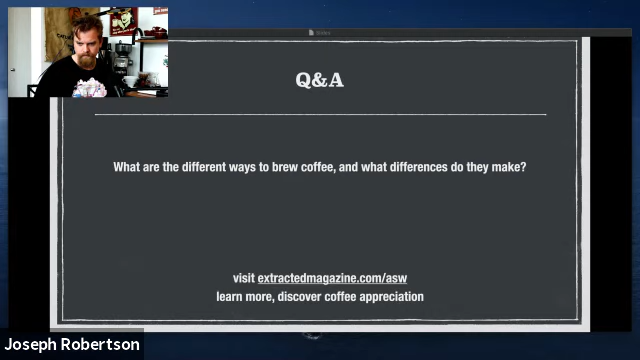 Q&A
What are the different ways to brew coffee, and what differences do they make?
visit extractedmagazine.com/asw
learn more, discover coffee appreciation
Joseph Robertson